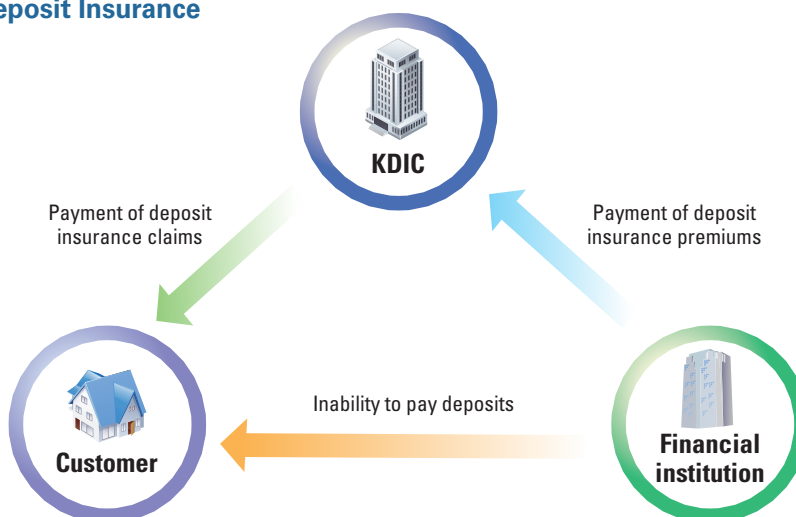 eposit Insurance
KDIC
Payment of deposit
insurance claims
Payment of deposit
insurance premiums
Inability to pay deposits
Customer
Financial
institution